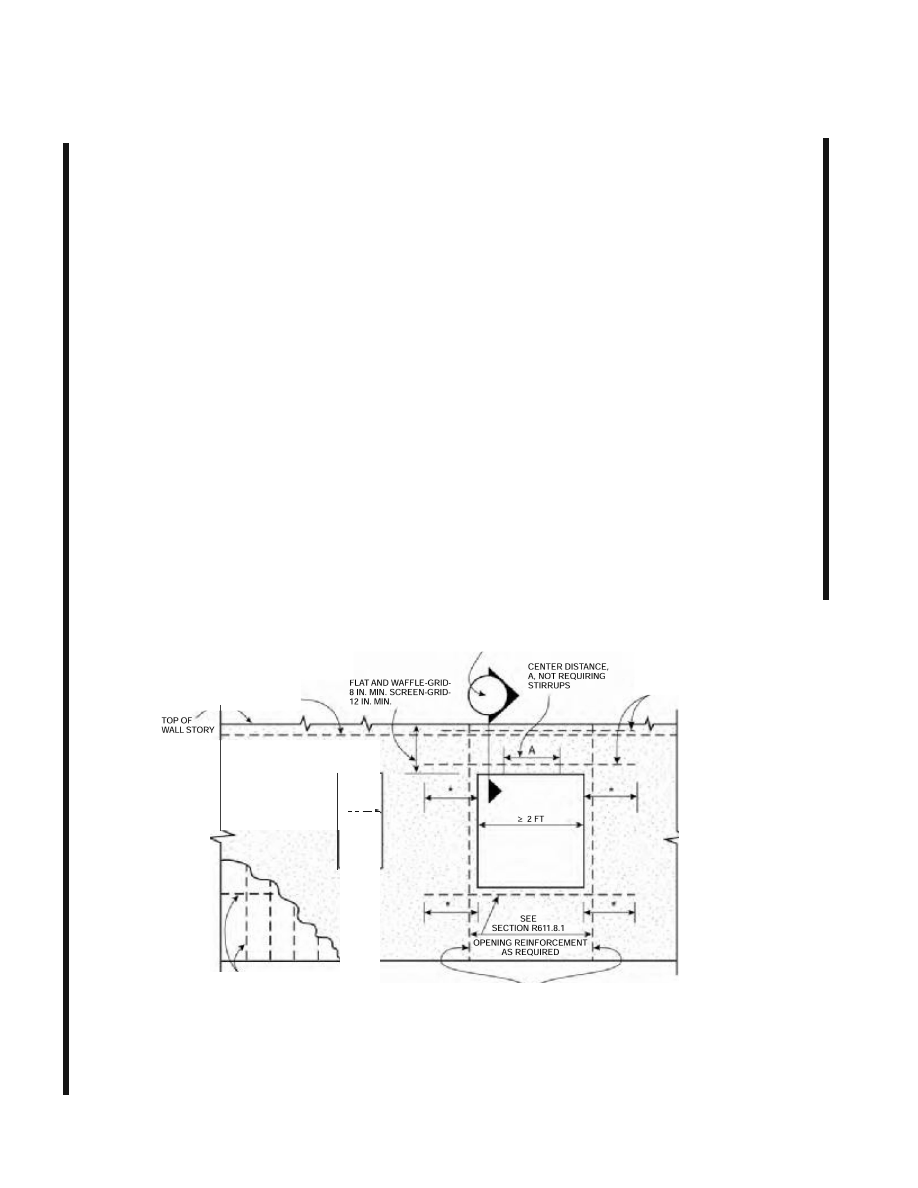 CENTER DISTANCE,
A, NOT REQUIRING
STIRRUPS
FLAT AND WAFFLE-GRID-
8 IN. MIN. SCREEN-GRID-
12 IN. MIN.
TOP OF
WALL STORY
A
*
*
≥ 2 FT
*
*
SEE
SECTION R611.8.1
OPENING REINFORCEMENT
AS REQUIRED